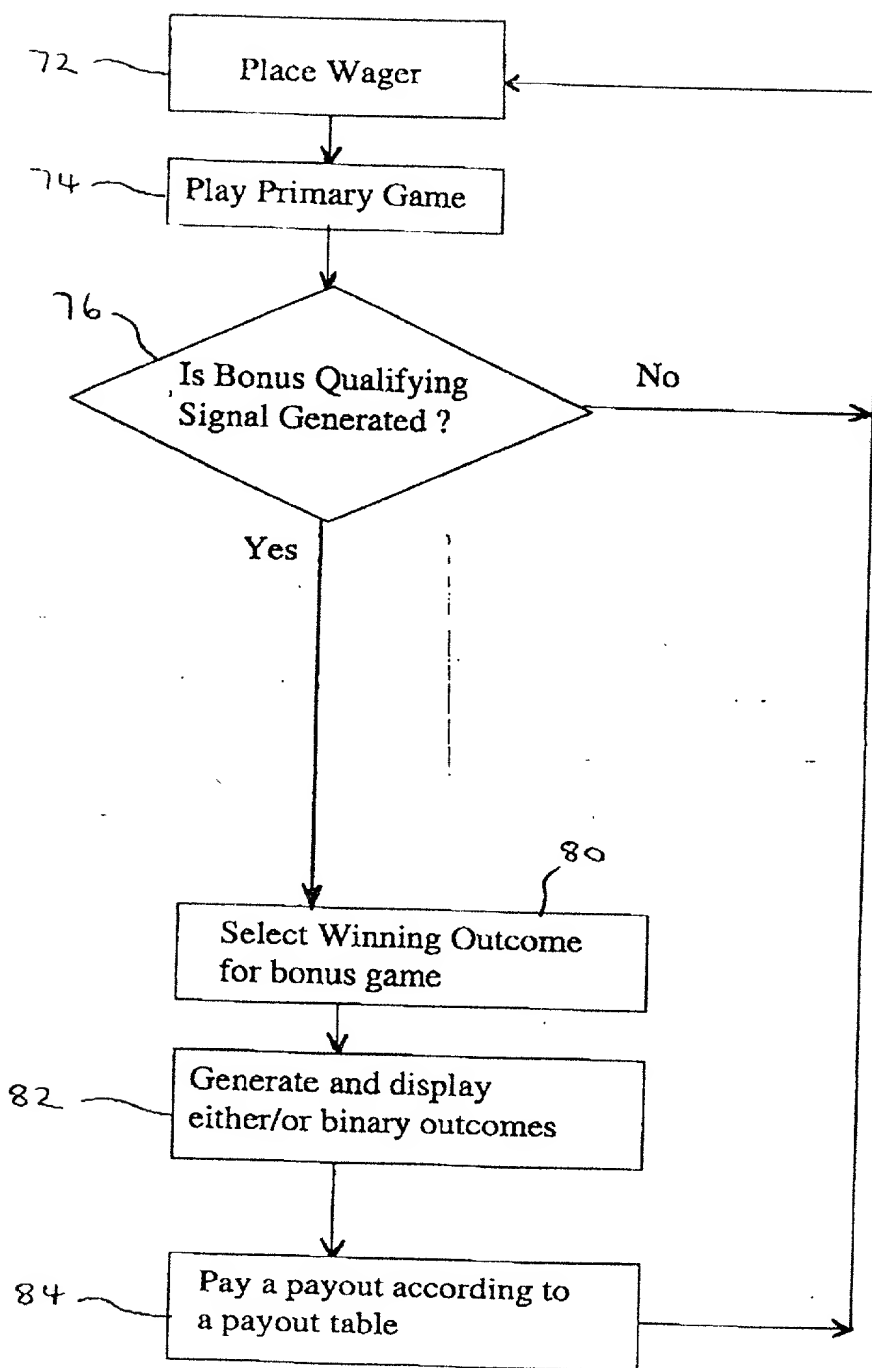 72
Place Wager
74
Play Primary Game
76
Is Bonus Qualifying
Signal Generated ?
No
Yes
80
Select Winning Outcome
for bonus game
82
Generate and display
either/or binary outcomes
84
Pay a payout according to
a payout table